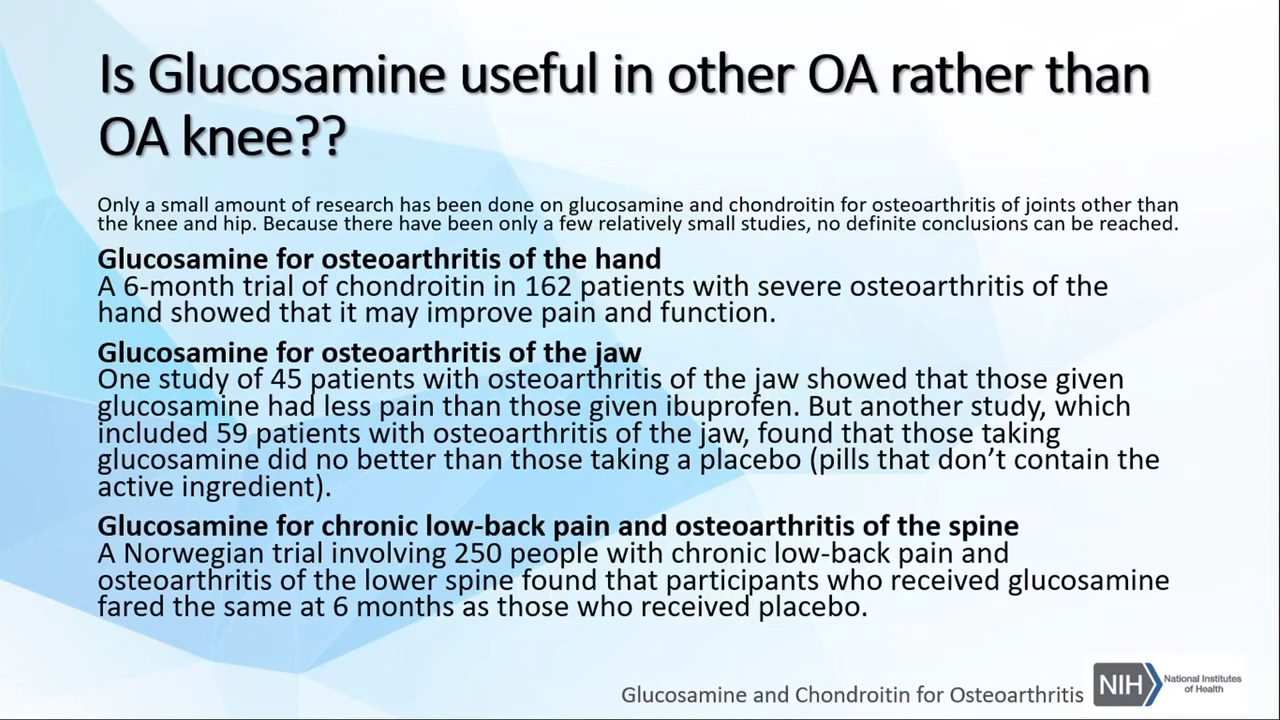 Is Glucosamine useful in other OA rather than
OA knee??
Only a small amount of research has been done on glucosamine and chondroitin for osteoarthritis of joints other than
the knee and hip. Because there have been only a few relatively small studies, no definite conclusions can be reached.
Glucosamine for osteoarthritis of the hand
A 6-month trial of chondroitin in 162 patients with severe osteoarthritis of the
hand showed that it may improve pain and function.
Glucosamine for osteoarthritis of the jaw
One study of 45 patients with osteoarthritis of the jaw showed that those given
glucosamine had less pain than those given ibuprofen. But another study, which
included 59 patients with osteoarthritis of the jaw, found that those taking
glucosamine did no better than those taking a placebo (pills that don’t contain the
active ingredient).
Glucosamine for chronic low-back pain and osteoarthritis of the spine
A Norwegian trial involving 250 people with chronic low-back pain and
osteoarthritis of the lower spine found that participants who received glucosamine
fared the same at 6 months as those who received placebo.
Glucosamine and Chondroitin for Osteoarthritis
NIH
National Institutes
of Health